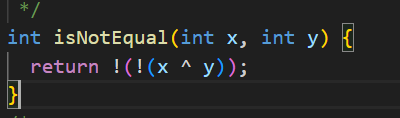 */
int isNotEqual(int x, int y) {
  return !(!(x ^ y));
}